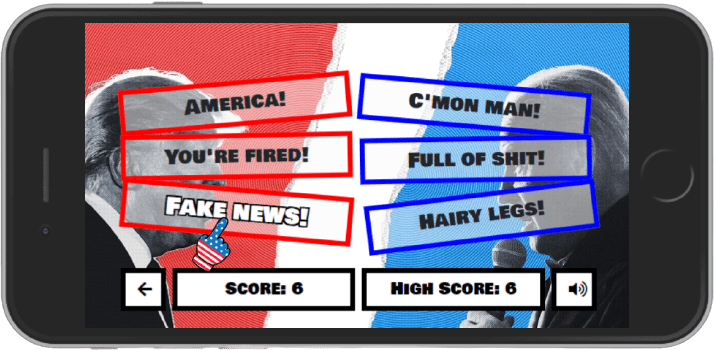 AMERICA!
C'MON MAN!
YOU'RE FIRED!
FULL OF SHIT!
FAKE NEWS!
HAIRY LEGS!
SCORE: 6
HIGH SCORE: 6